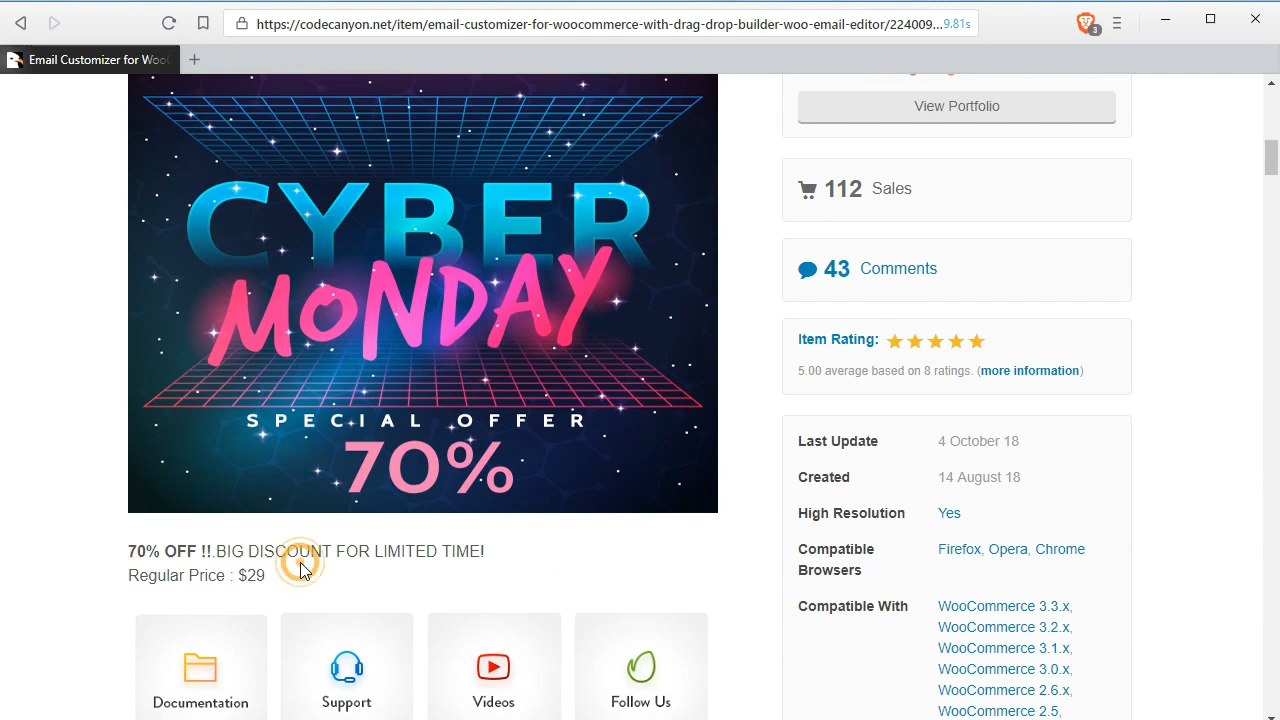 https://codecanyon.net/item/email-customizer-for-woocommerce-with-drag-drop-builder-woo-email-editor/224009...9.81s
3
Email Customizer for Woo
CYBER
MONDAY
SPECIAL OFFER
70%
70% OFF !!.BIG DISCOUNT FOR LIMITED TIME!
Regular Price : $29
Documentation
Support
Videos
Follow Us
View Portfolio
112 Sales
43 Comments
Item Rating:
5.00 average based on 8 ratings. (more information)
Last Update 4 October 18
Created 14 August 18
High Resolution Yes
Compatible Browsers Firefox, Opera, Chrome
Compatible With WooCommerce 3.3.x,
WooCommerce 3.2.x,
WooCommerce 3.1.x,
WooCommerce 3.0.x,
WooCommerce 2.6.x,
WooCommerce 2.5,